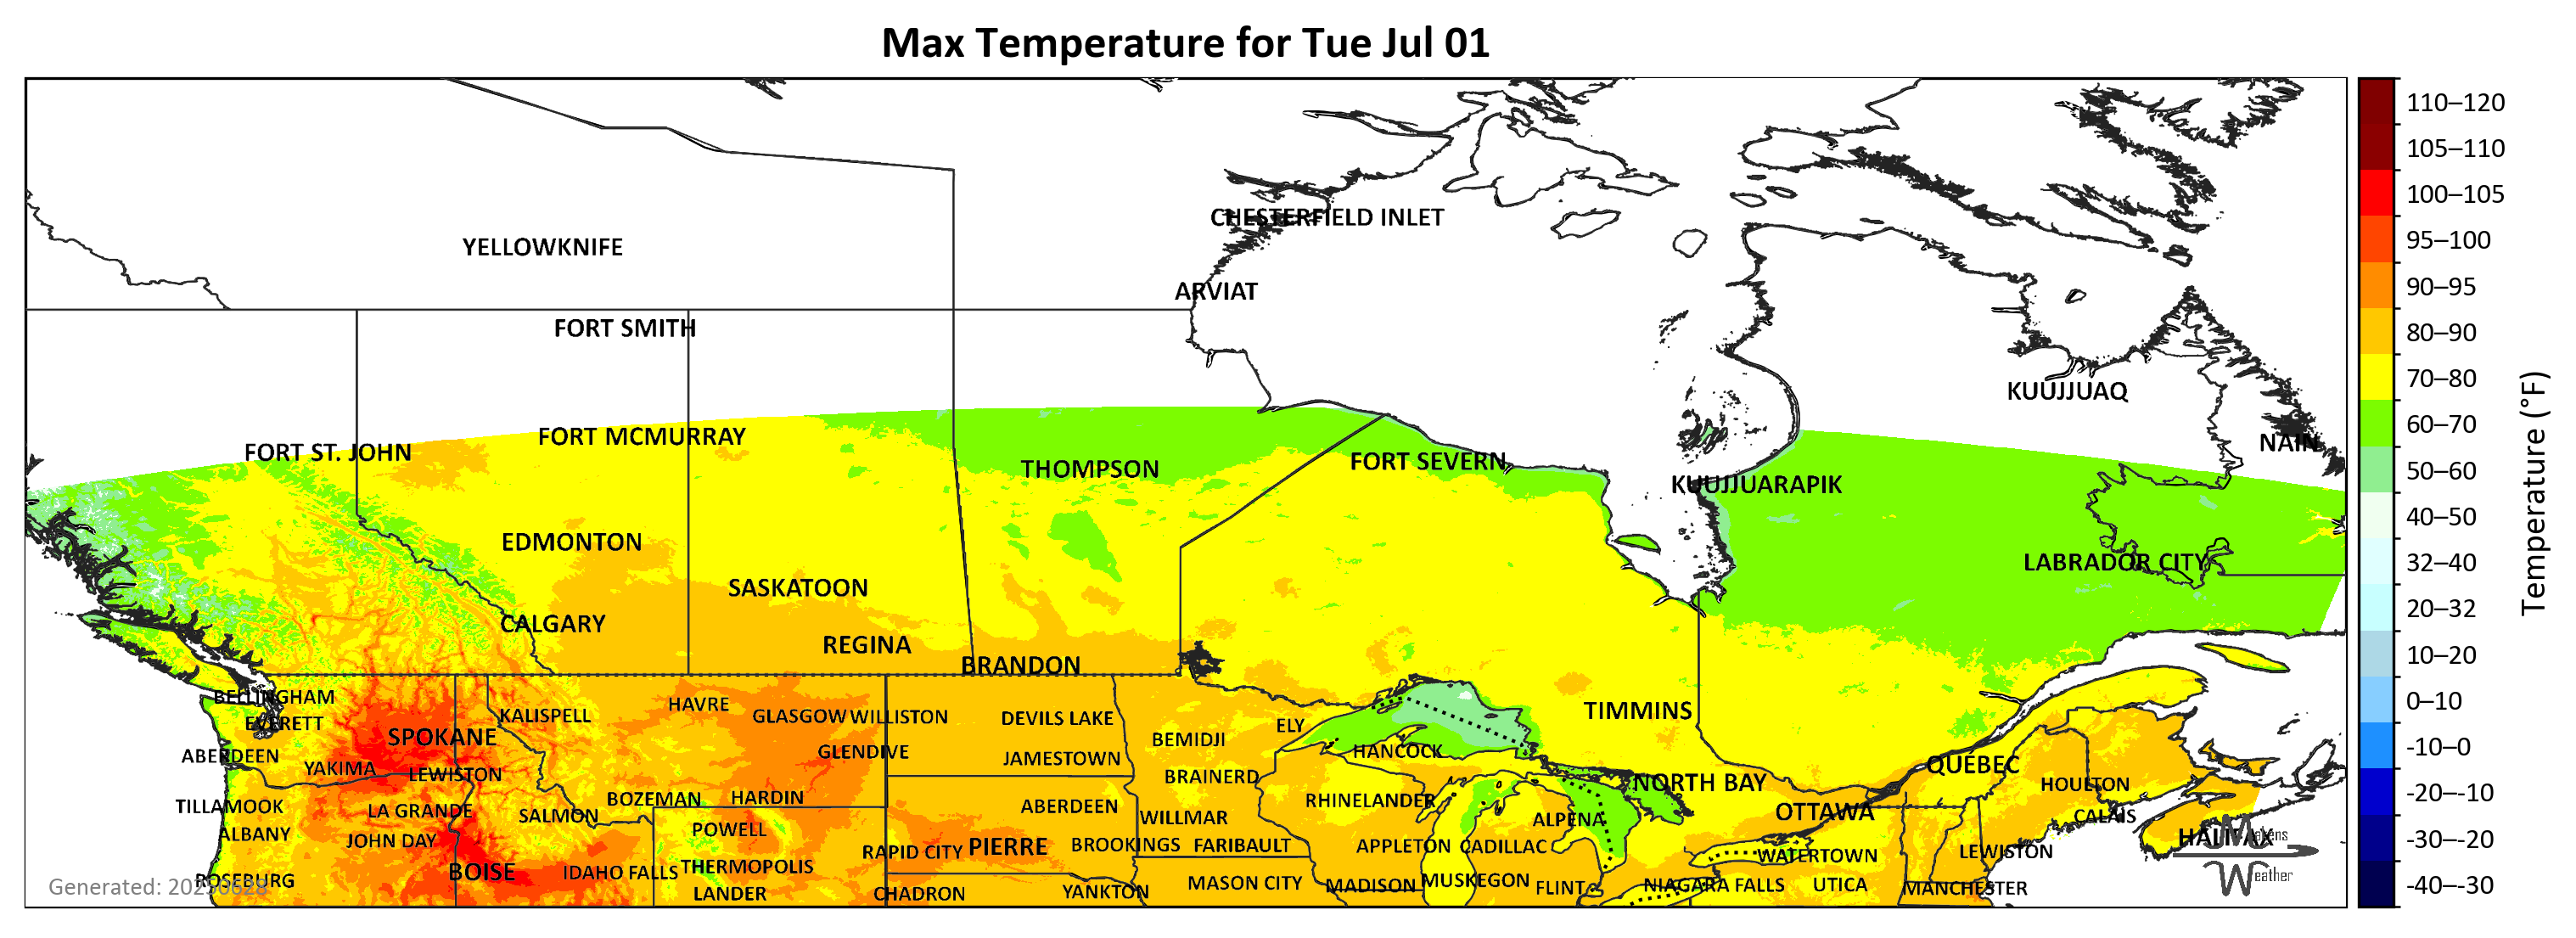 Max Temperature for Tue Jul 01
CHESTERFIELD INLET
YELLOWKNIFE
ARVIAT
FORT SMITH
KUUJJUAQ
FORT MCMURRAY
NAIN
FORT ST. JOHN
FORT SEVERN
THOMPSON
KUUJJUARAPIK
EDMONTON
LABRADOR CITY
SASKATOON
CALGARY
REGINA
BRANDON
BELLINGHAM
HAVRE
TIMMINS
KALISPELL
GLASGOW
WILLISTON
DEVILS LAKE
EVERETT
ELY
SPOKANE
BEMIDJI
GLENDIVE
HANCOCK
ABERDEEN
JAMESTOWN
QUÉBEC
YAKIMA
LEWISTON
BRAINERD
NORTH BAY
HOULTON
BOZEMAN
HARDIN
RHINELANDER
TILLAMOOK
LA GRANDE
ABERDEEN
SALMON
WILLMAR
OTTAWA
CALAIS
ALPENA
ALBANY
POWELL
JOHN DAY
HALIFAX
RAPID CITY
PIERRE
BROOKINGS
FARIBAULT
APPLETON
CADILLAC
LEWISTON
WATERTOWN
BOISE
IDAHO FALLS
THERMOPOLIS
ROSEBURG
MASON CITY
MADISON
MUSKEGON
FLINT
NIAGARA FALLS
UTICA
MANCHESTER
LANDER
CHADRON
YANKTON
Generated: 20250628
Makens
Weather
110–120
105–110
100–105
95–100
90–95
80–90
70–80
60–70
50–60
40–50
32–40
20–32
10–20
0–10
-10–0
-20–-10
-30–-20
-40–-30
Temperature (°F)